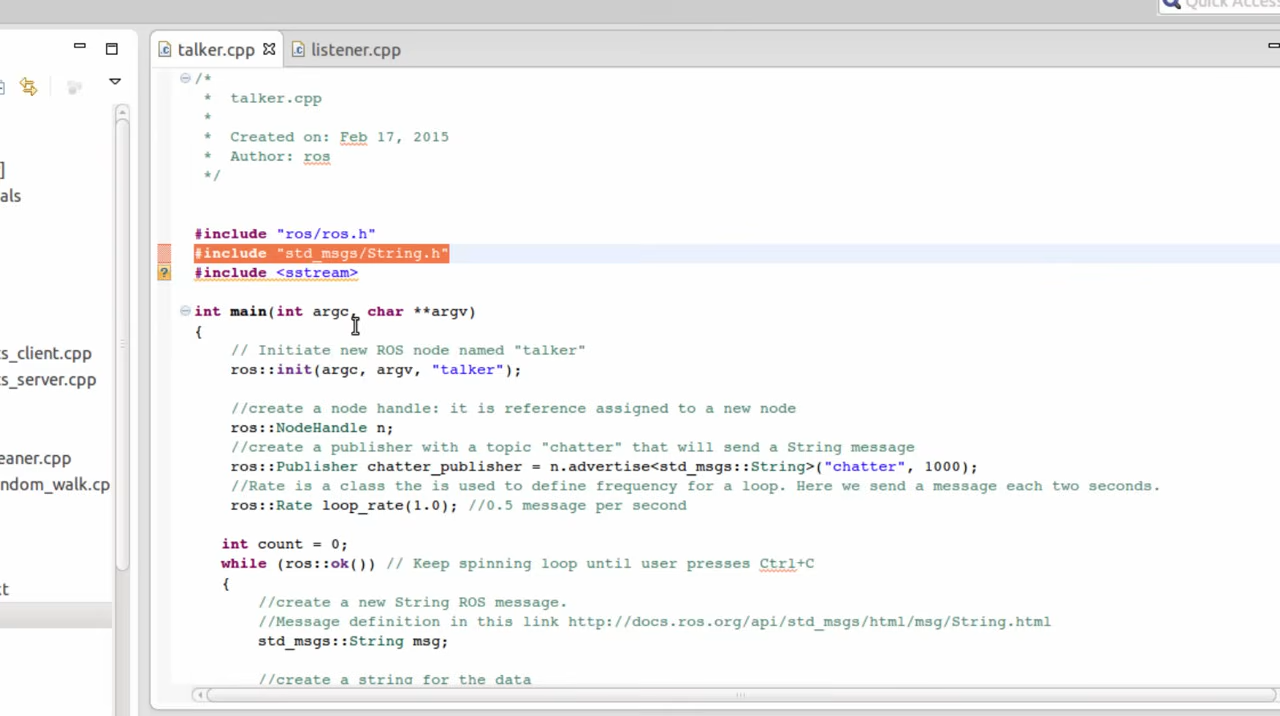 Quick Access
talker.cpp
listener.cpp
]
als
ts_client.cpp
ts_server.cpp
eaner.cpp
ndom_walk.cp
t
/*
* talker.cpp
*
* Created on: Feb 17, 2015
* Author: ros
*/
#include "ros/ros.h"
#include "std_msgs/String.h"
?
#include <sstream>
int main(int argc, char **argv)
{
// Initiate new ROS node named "talker"
ros::init(argc, argv, "talker");
//create a node handle: it is reference assigned to a new node
ros::NodeHandle n;
//create a publisher with a topic "chatter" that will send a String message
ros::Publisher chatter_publisher = n.advertise<std_msgs::String>("chatter", 1000);
//Rate is a class the is used to define frequency for a loop. Here we send a message each two seconds.
ros::Rate loop_rate(1.0); //0.5 message per second
int count = 0;
while (ros::ok()) // Keep spinning loop until user presses Ctrl+C
{
//create a new String ROS message.
//Message definition in this link http://docs.ros.org/api/std_msgs/html/msg/String.html
std_msgs::String msg;
//create a string for the data